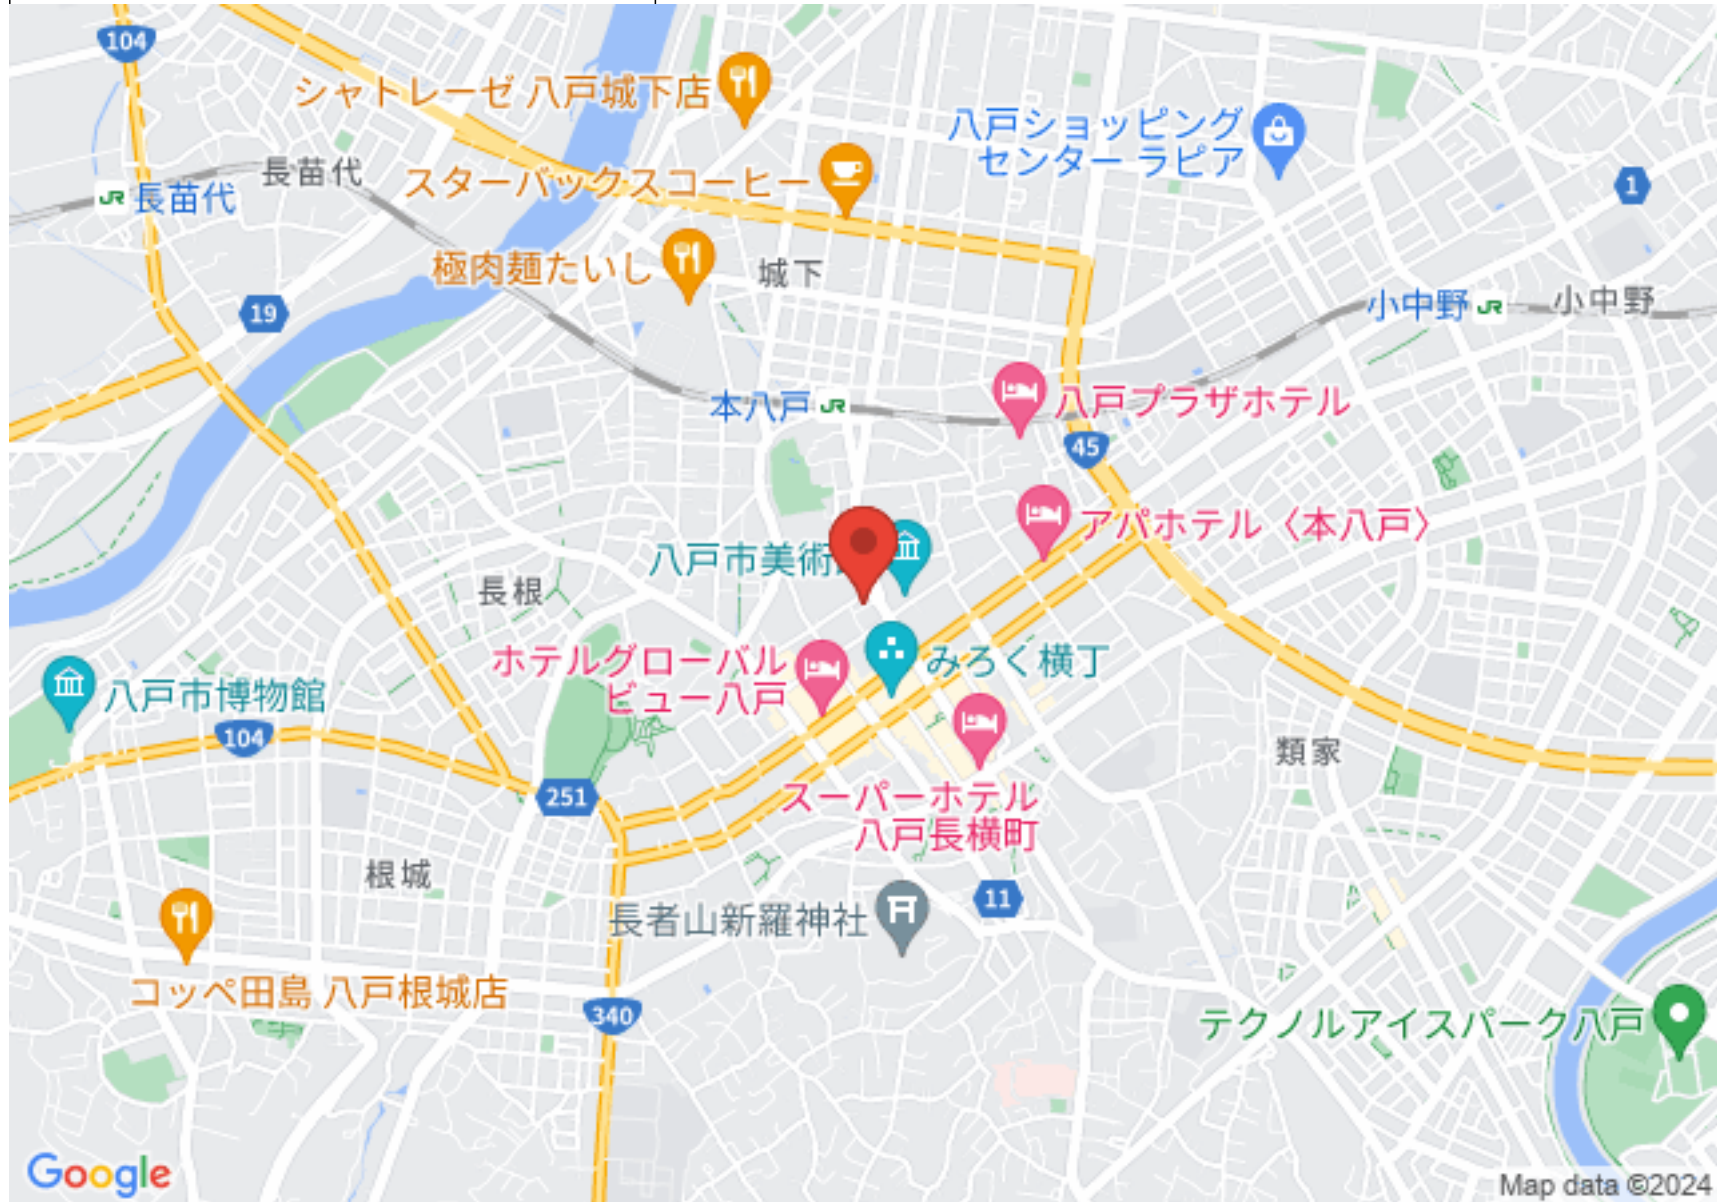 104
シャトレーゼ 八戸城下店
八戸ショッピング
センター ラピア
長苗代
JR 長苗代
スターバックスコーヒー
1
極肉麺たいし
城下
19
小中野 JR
小中野
本八戸 JR
八戸プラザホテル
45
アパホテル〈本八戸〉
八戸市美術
長根
ホテルグローバル
ビュー八戸
みろく横丁
八戸市博物館
104
類家
251
スーパーホテル
八戸長横町
根城
11
長者山新羅神社
コッペ田島 八戸根城店
340
テクノルアイスパーク八戸
Google
Map data ©2024